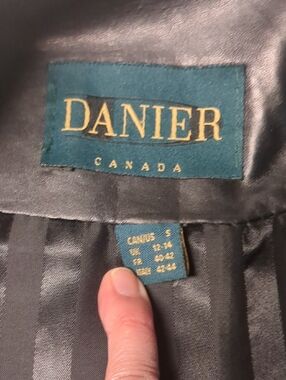 DANIER
CANADA
CAN/US S
UK 12-14
FR 40-42
ITALY 42-44